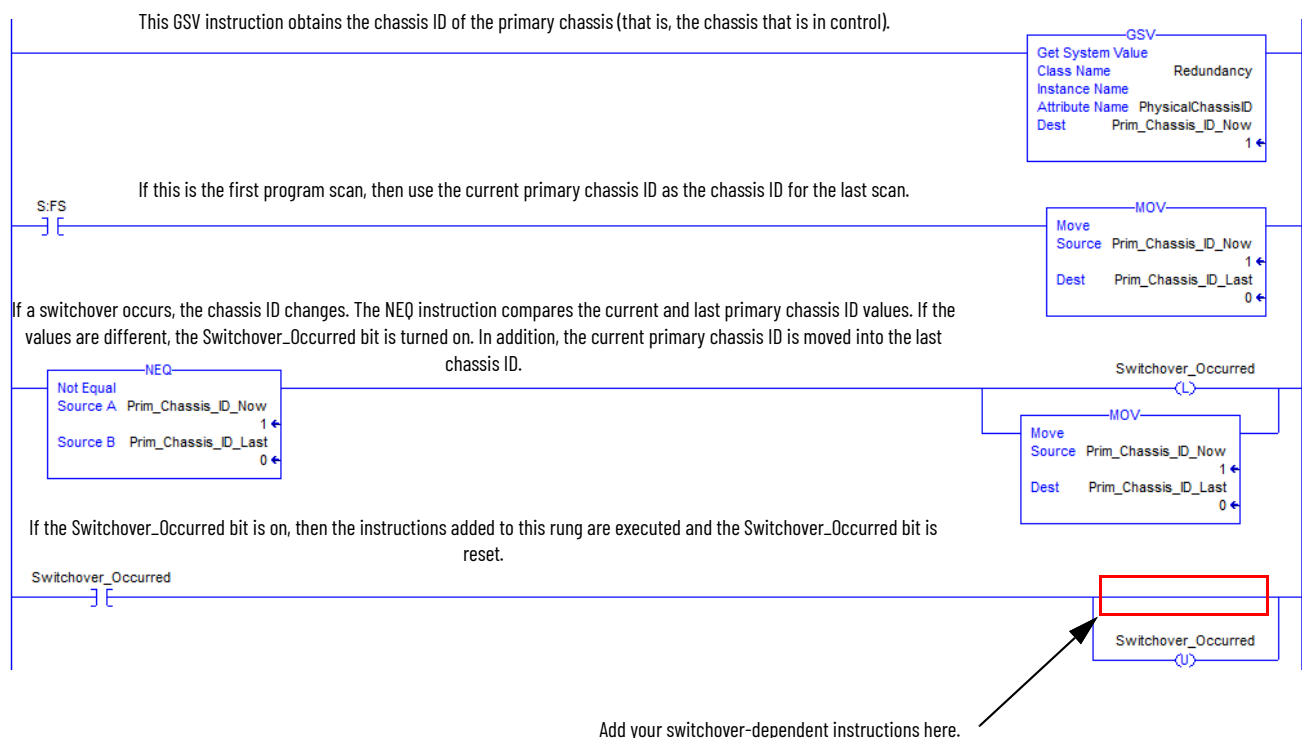 This GSV instruction obtains the chassis ID of the primary chassis (that is, the chassis that is in control).
GSV
Get System Value
Class Name Redundancy
Instance Name
Attribute Name PhysicalChassisID
Dest Prim_Chassis_ID_Now
1
If this is the first program scan, then use the current primary chassis ID as the chassis ID for the last scan.
S:FS
MOV
Move
Source Prim_Chassis_ID_Now
1
Dest Prim_Chassis_ID_Last
0
If a switchover occurs, the chassis ID changes. The NEQ instruction compares the current and last primary chassis ID values. If the
values are different, the Switchover_Occurred bit is turned on. In addition, the current primary chassis ID is moved into the last
chassis ID.
NEQ
Not Equal
Source A Prim_Chassis_ID_Now
1
Source B Prim_Chassis_ID_Last
0
Switchover_Occurred
L
MOV
Move
Source Prim_Chassis_ID_Now
1
Dest Prim_Chassis_ID_Last
0
If the Switchover_Occurred bit is on, then the instructions added to this rung are executed and the Switchover_Occurred bit is
reset.
Switchover_Occurred
Switchover_Occurred
U
Add your switchover-dependent instructions here.